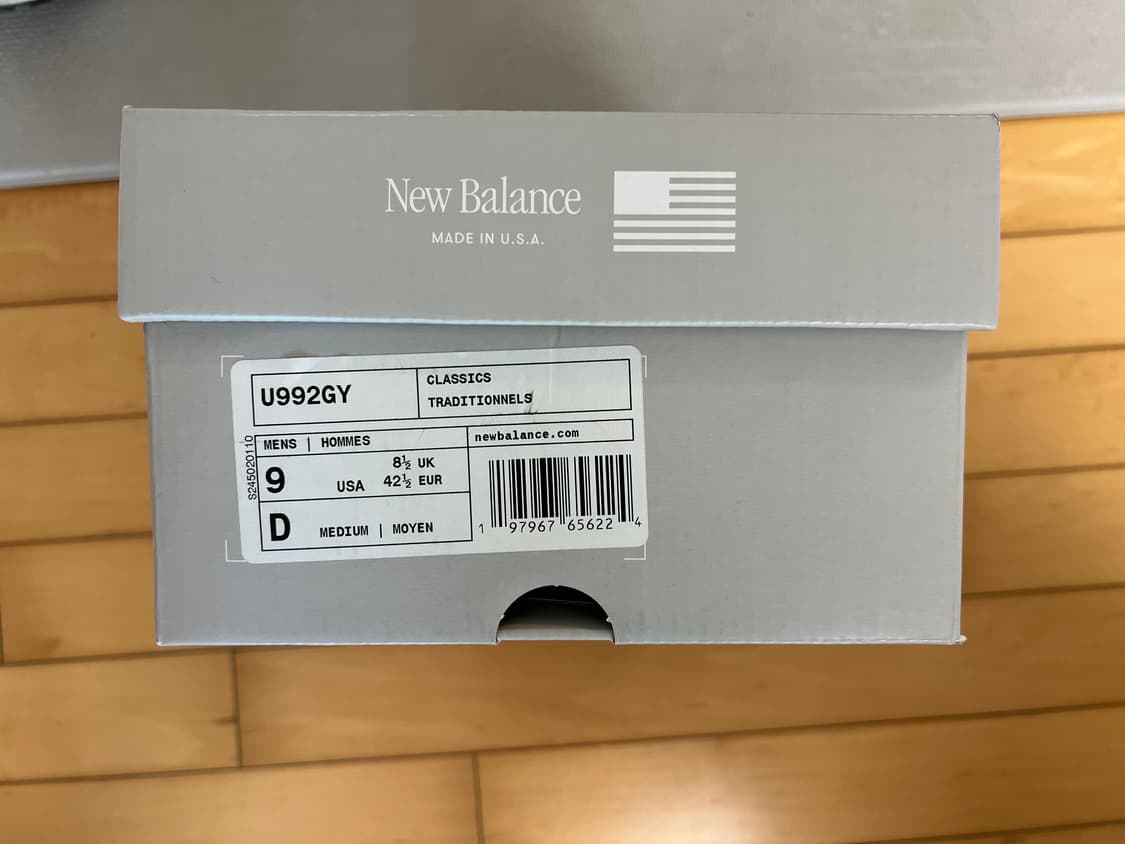 New Balance
MADE IN U.S.A.
U992GY
CLASSICS
TRADITIONNELS
S245020110
MENS | HOMMES
newbalance.com
9 USA 8½ UK
42½ EUR
D MEDIUM | MOYEN
1 97967 65622 4